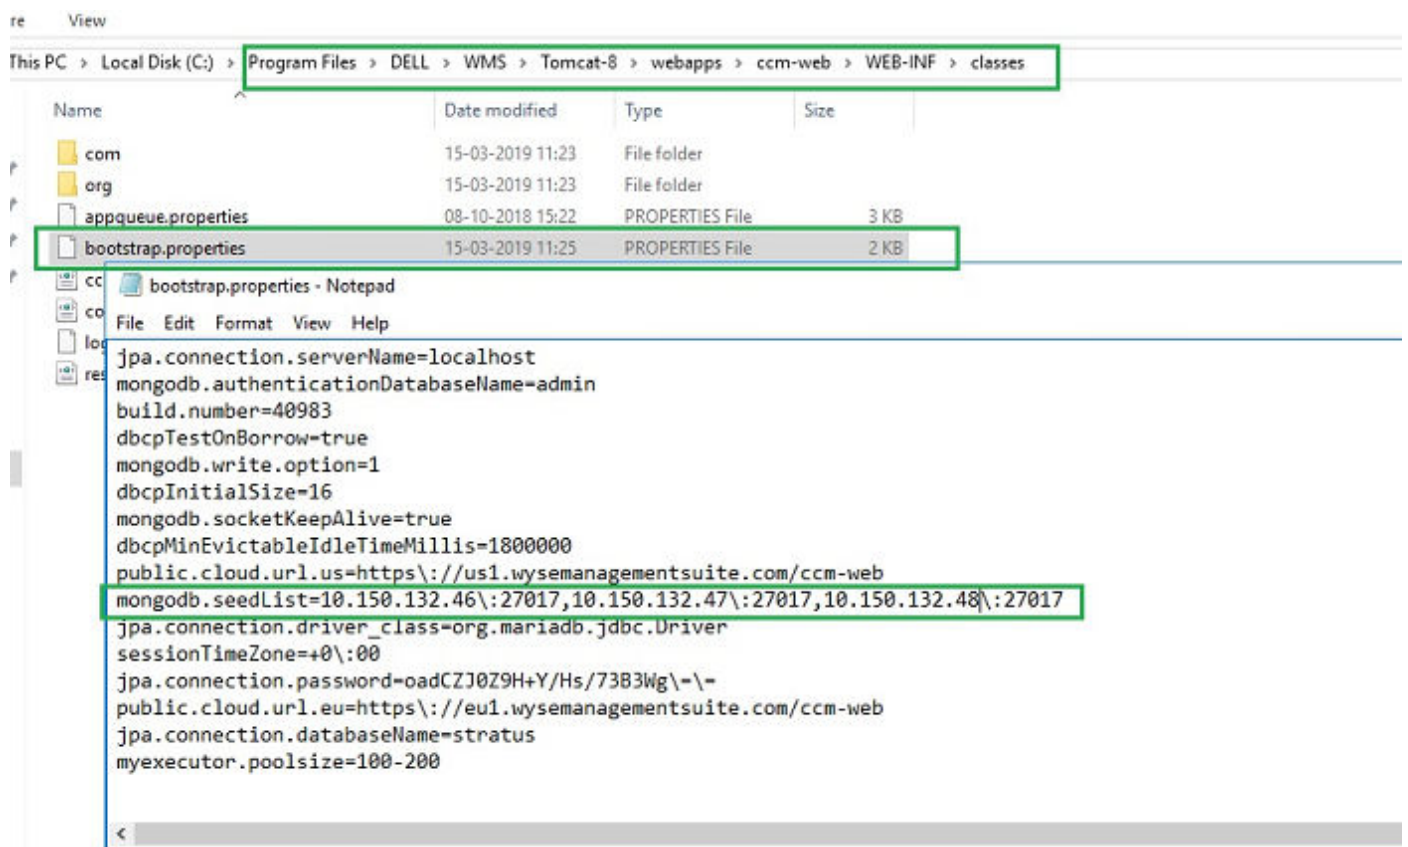 re View
This PC > Local Disk (C:) > Program Files > DELL > WMS > Tomcat-8 > webapps > ccm-web > WEB-INF > classes
Name Date modified Type Size
com 15-03-2019 11:23 File folder
org 15-03-2019 11:23 File folder
appqueue.properties 08-10-2018 15:22 PROPERTIES File 3 KB
bootstrap.properties 15-03-2019 11:25 PROPERTIES File 2 KB
cc
bootstrap.properties - Notepad
co
File Edit Format View Help
log
jpa.connection.serverName=localhost
res
mongodb.authenticationDatabaseName=admin
build.number=40983
dbcpTestOnBorrow=true
mongodb.write.option=1
dbcpInitialSize=16
mongodb.socketKeepAlive=true
dbcpMinEvictableIdleTimeMillis=1800000
public.cloud.url.us=https\://us1.wysemanagementsuite.com/ccm-web
mongodb.seedList=10.150.132.46\:27017,10.150.132.47\:27017,10.150.132.48\:27017
jpa.connection.driver_class=org.mariadb.jdbc.Driver
sessionTimeZone=+0\:00
jpa.connection.password=oadCZJ0Z9H+Y/Hs/73B3Wg\=\=
public.cloud.url.eu=https\://eu1.wysemanagementsuite.com/ccm-web
jpa.connection.databaseName=stratus
myexecutor.poolsize=100-200